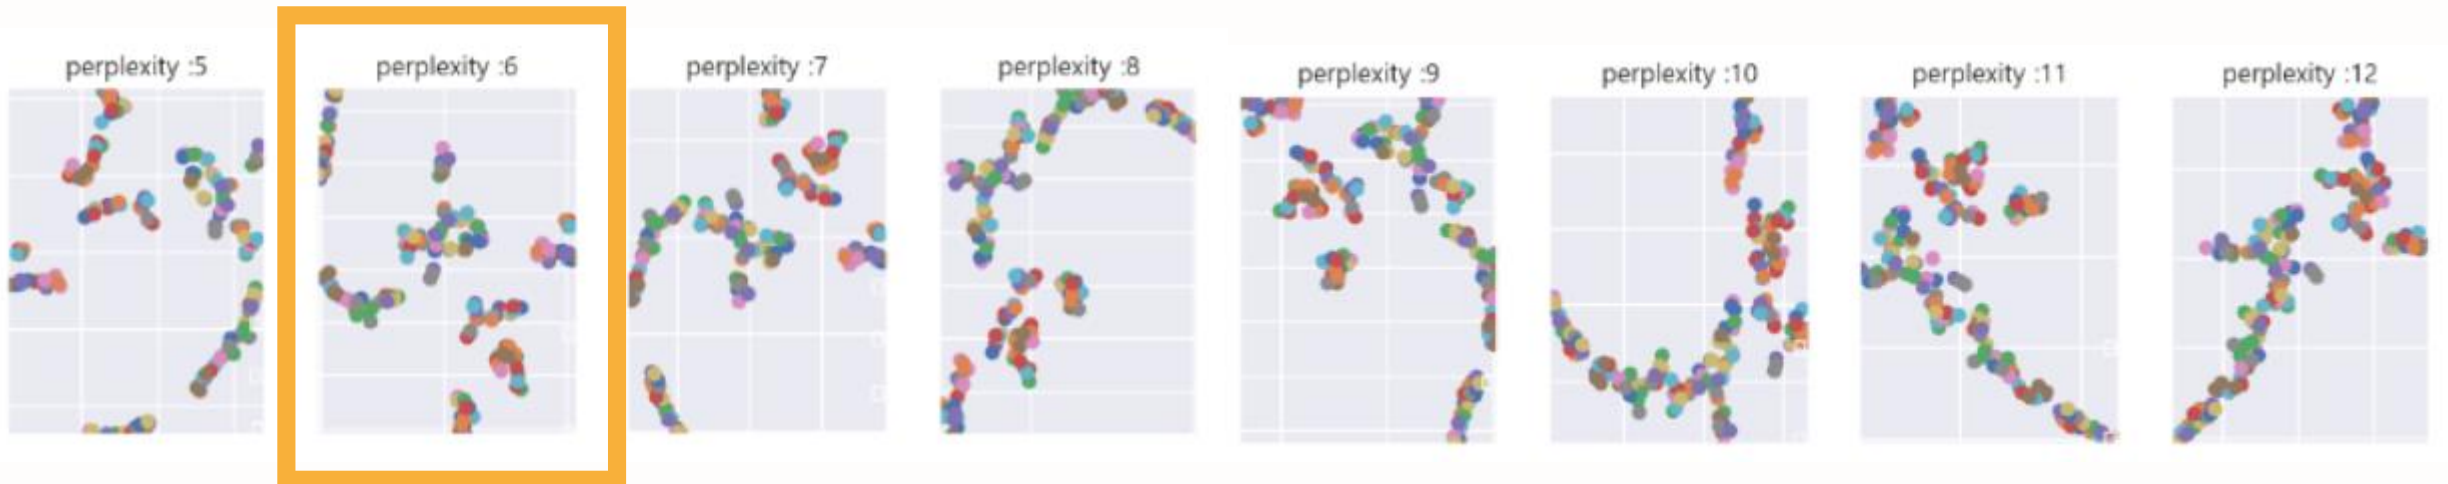 perplexity :5
perplexity :6
perplexity :7
perplexity :8
perplexity :9
perplexity :10
perplexity :11
perplexity :12